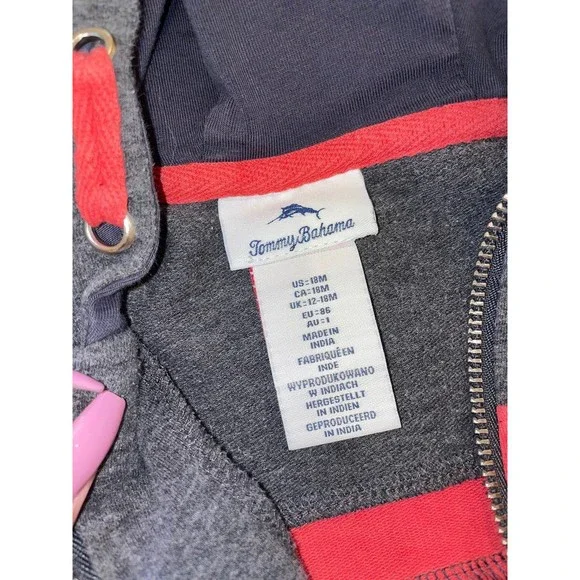 Tommy Bahama
US=18M
CA=18M
UK=12-18M
EU=86
AU=1
MADE IN
INDIA
FABRIQUÉ EN
INDE
WYPRODUKOWANO
W INDIACH
HERGESTELLT
IN INDIEN
GEPRODUCEERD
IN INDIA